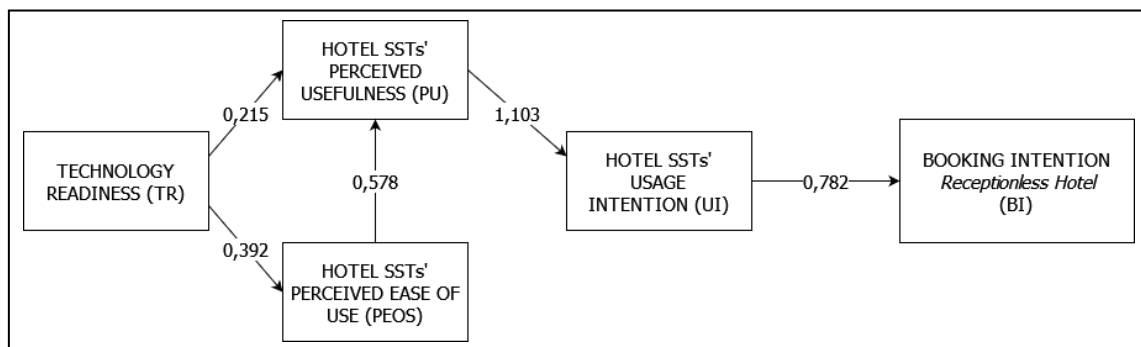 HOTEL SSTs'
PERCEIVED
USEFULNESS (PU)
0,215
1,103
TECHNOLOGY
READINESS (TR)
0,578
HOTEL SSTs'
USAGE
INTENTION (UI)
0,782
BOOKING INTENTION
Receptionless Hotel
(BI)
0,392
HOTEL SSTs'
PERCEIVED EASE OF
USE (PEOS)